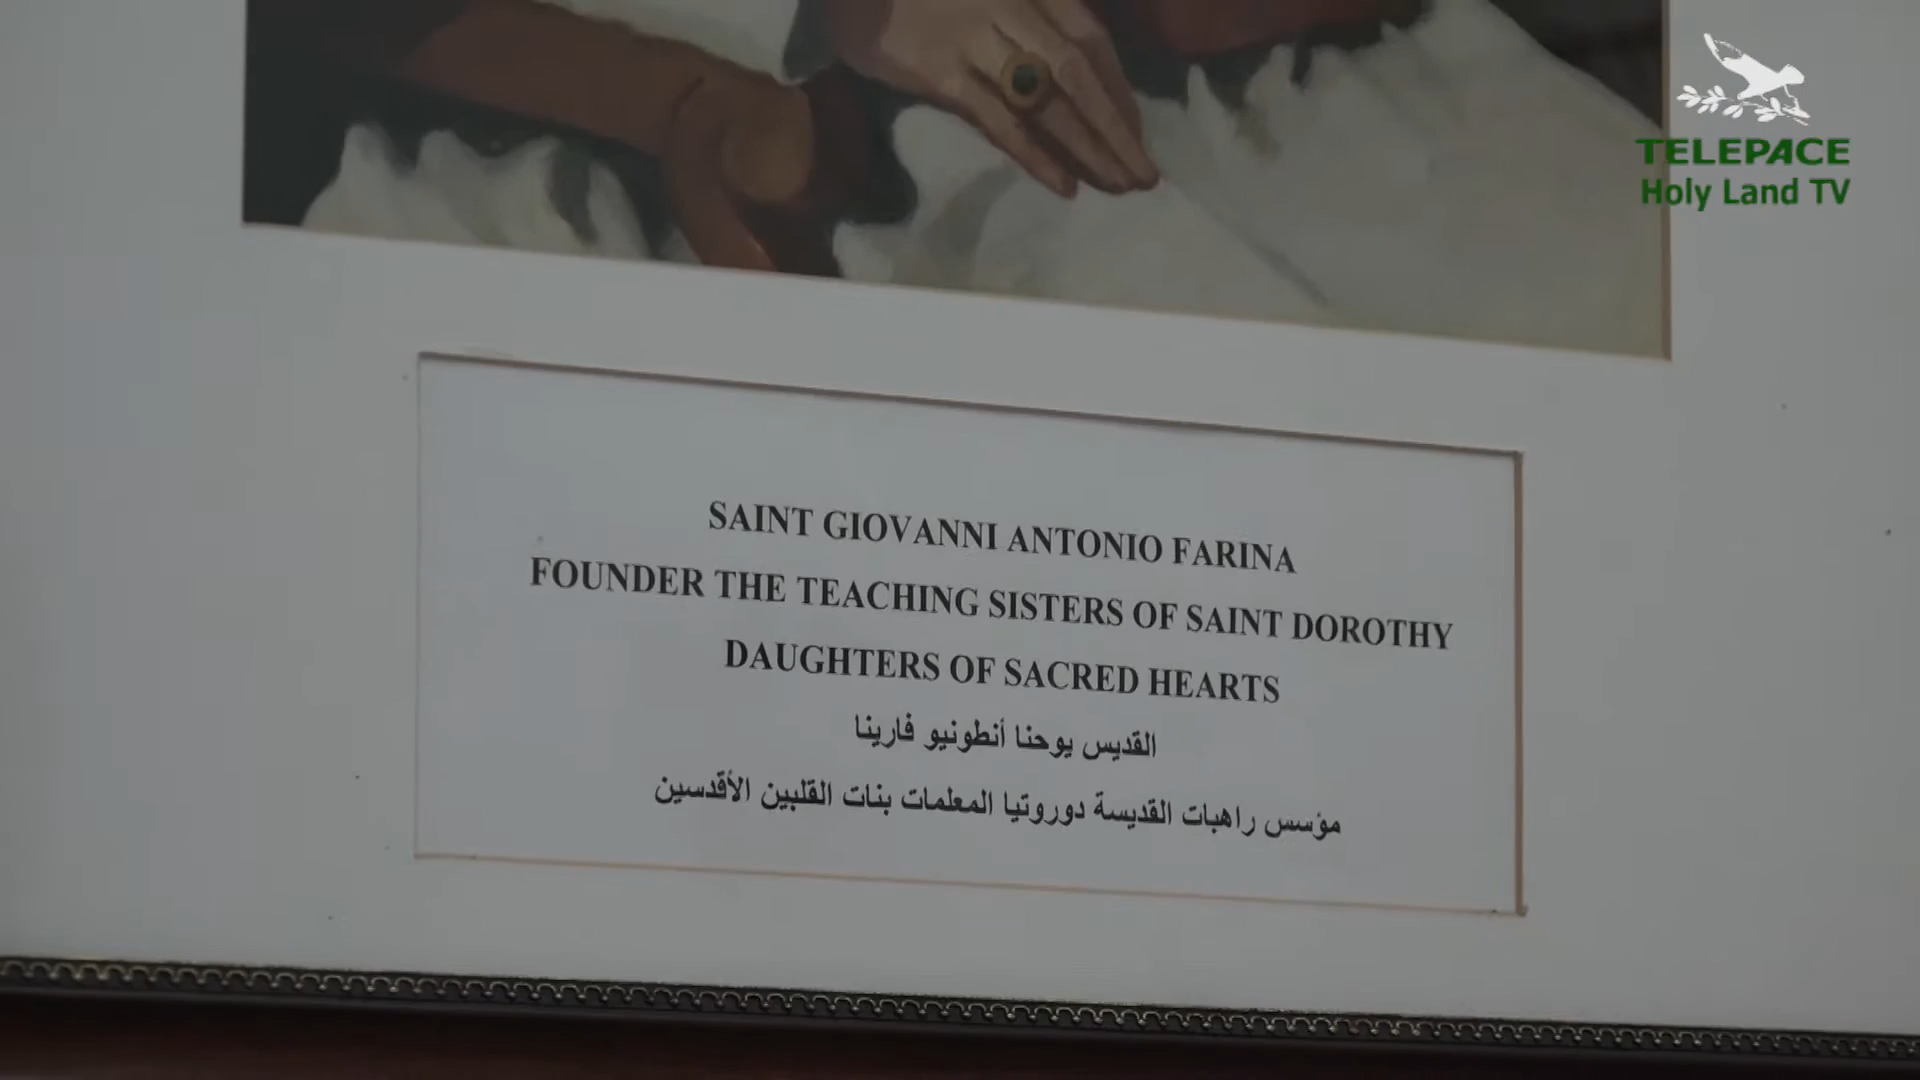 TELEPACE
Holy Land TV
SAINT GIOVANNI ANTONIO FARINA
FOUNDER THE TEACHING SISTERS OF SAINT DOROTHY
DAUGHTERS OF SACRED HEARTS
القديس يوحنا أنطونيو فارينا
مؤسس راهبات القديسة دوروتيا المعلمات بنات القلبين الأقدسين